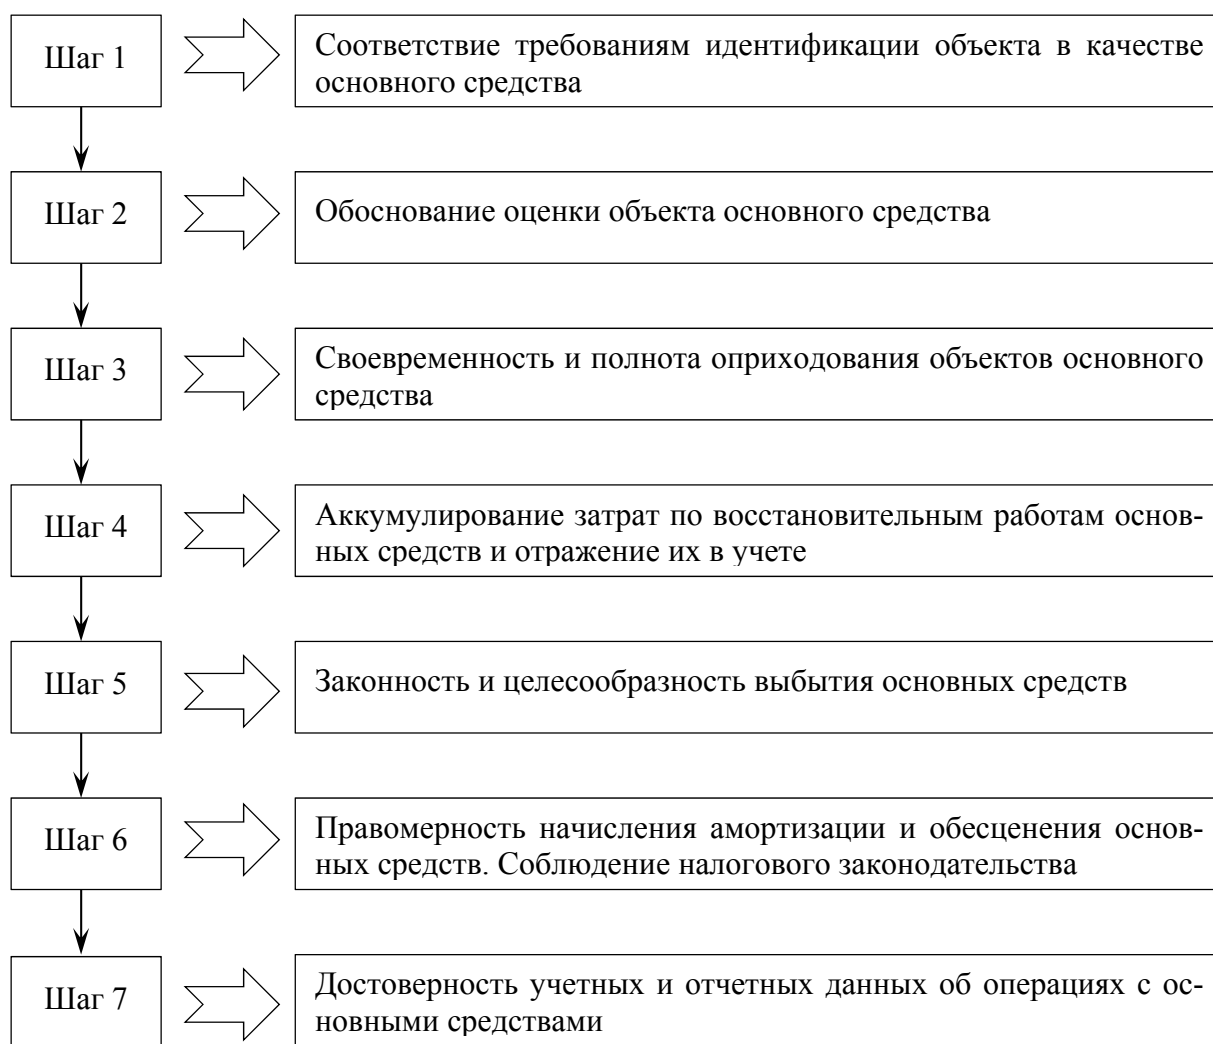 Шаг 1
Соответствие требованиям идентификации объекта в качестве
основного средства
Шаг 2
Обоснование оценки объекта основного средства
Шаг 3
Своевременность и полнота оприходования объектов основного
средства
Шаг 4
Аккумулирование затрат по восстановительным работам основ-
ных средств и отражение их в учете
Шаг 5
Законность и целесообразность выбытия основных средств
Шаг 6
Правомерность начисления амортизации и обесценения основ-
ных средств. Соблюдение налогового законодательства
Шаг 7
Достоверность учетных и отчетных данных об операциях с ос-
новными средствами